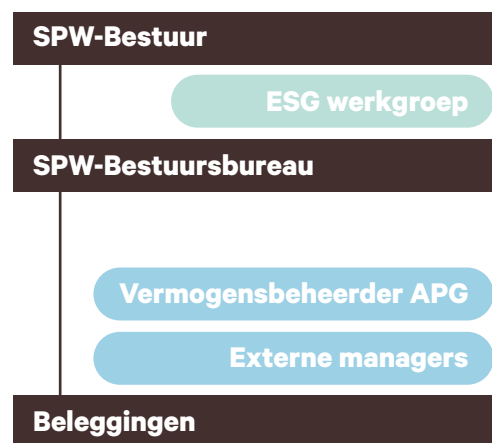 SPW-Bestuur
ESG werkgroep
SPW-Bestuursbureau
Vermogensbeheerder APG
Externe managers
Beleggingen